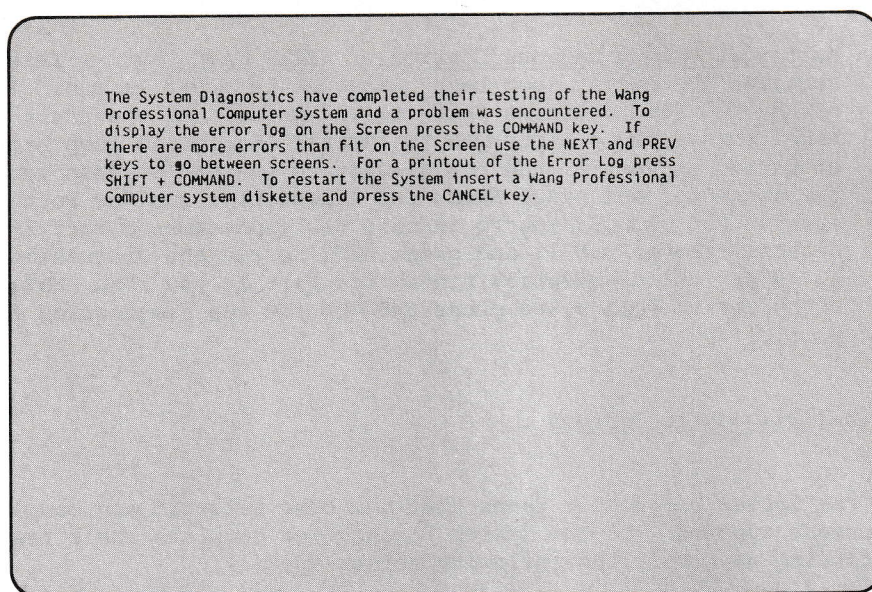 The System Diagnostics have completed their testing of the Wang
Professional Computer System and a problem was encountered.  To
display the error log on the Screen press the COMMAND key.  If
there are more errors than fit on the Screen use the NEXT and PREV
keys to go between screens.  For a printout of the Error Log press
SHIFT + COMMAND.  To restart the System insert a Wang Professional
Computer system diskette and press the CANCEL key.